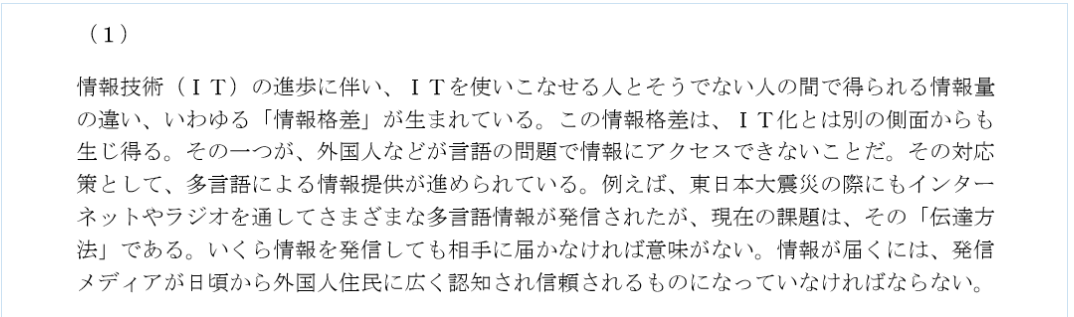 （１）
情報技術（ＩＴ）の進歩に伴い、ＩＴを使いこなせる人とそうでない人の間で得られる情報量
の違い、いわゆる「情報格差」が生まれている。この情報格差は、ＩＴ化とは別の側面からも
生じ得る。その一つが、外国人などが言語の問題で情報にアクセスできないことだ。その対応
策として、多言語による情報提供が進められている。例えば、東日本大震災の際にもインター
ネットやラジオを通してさまざまな多言語情報が発信されたが、現在の課題は、その「伝達方
法」である。いくら情報を発信しても相手に届かなければ意味がない。情報が届くには、発信
メディアが日頃から外国人住民に広く認知され信頼されるものになっていなければならない。